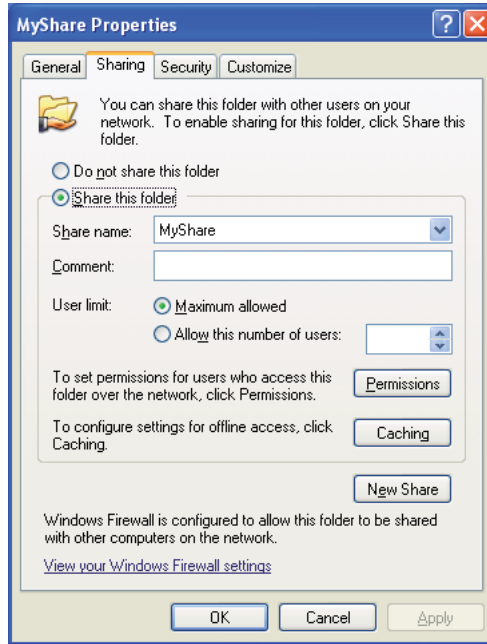 MyShare Properties
General Sharing Security Customize
You can share this folder with other users on your
network. To enable sharing for this folder, click Share this
folder.
Do not share this folder
Share this folder
Share name: MyShare
Comment:
User limit: Maximum allowed
Allow this number of users:
To set permissions for users who access this
folder over the network, click Permissions.
Permissions
To configure settings for offline access, click
Caching.
Caching
New Share
Windows Firewall is configured to allow this folder to be shared
with other computers on the network.
View your Windows Firewall settings
OK Cancel Apply